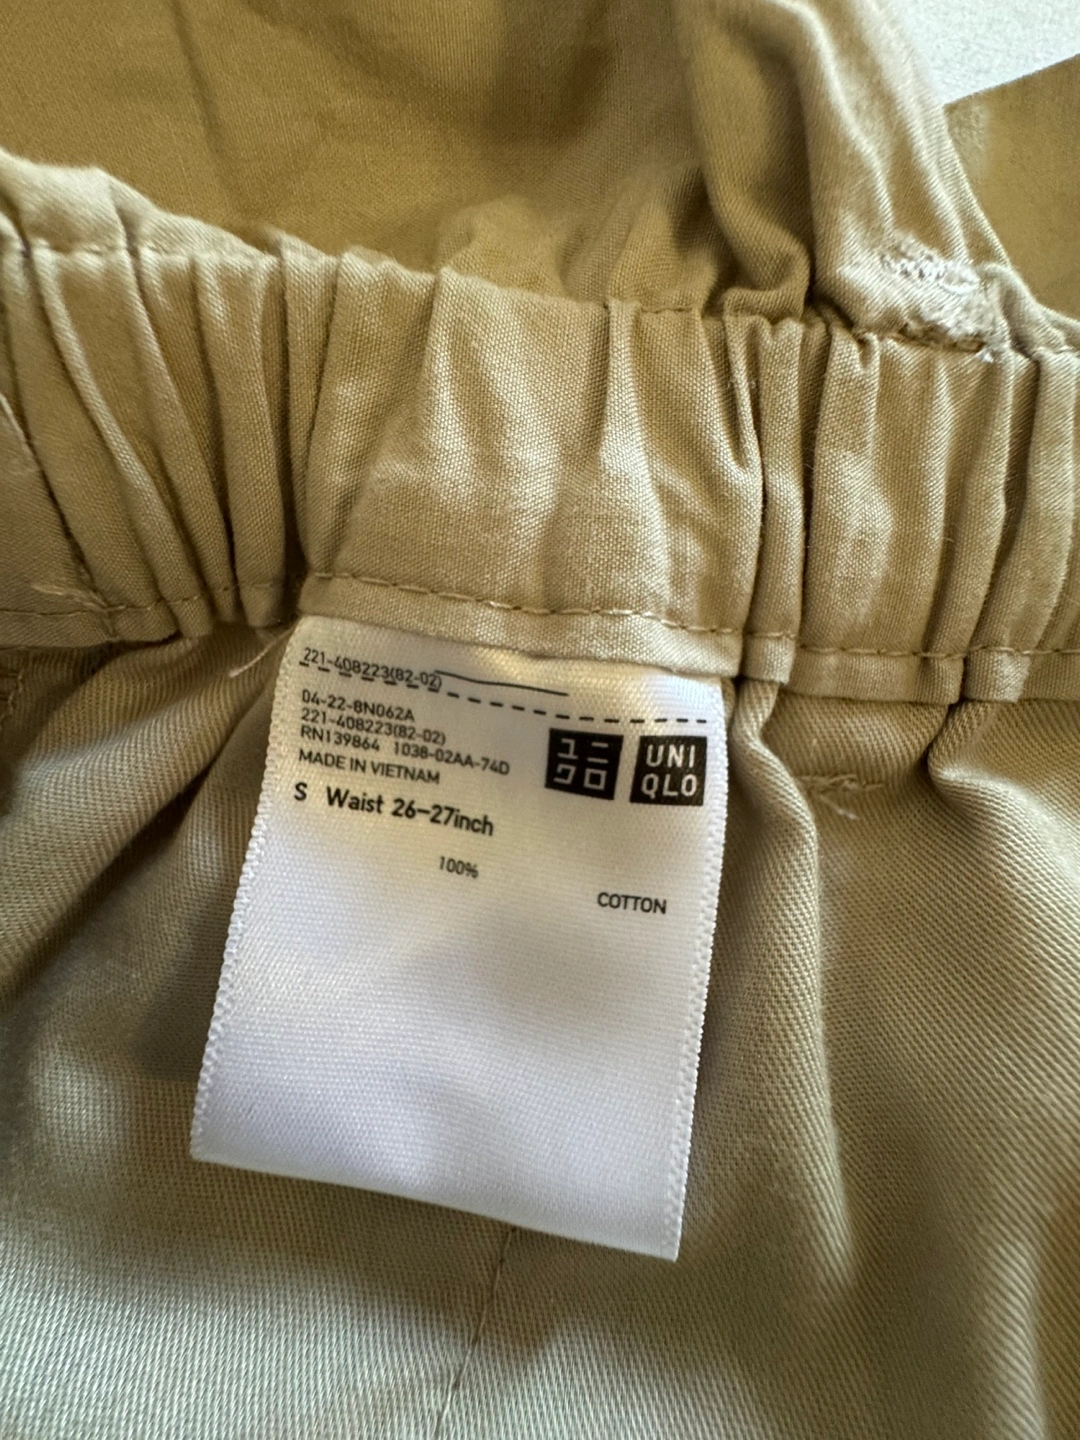 221-408223(82-02)
04-22-8N062A
221-408223(82-02)
RN139864 1038-02AA-74D
MADE IN VIETNAM
ユニ
クロ
UNI
QLO
S Waist 26-27inch
100%
COTTON